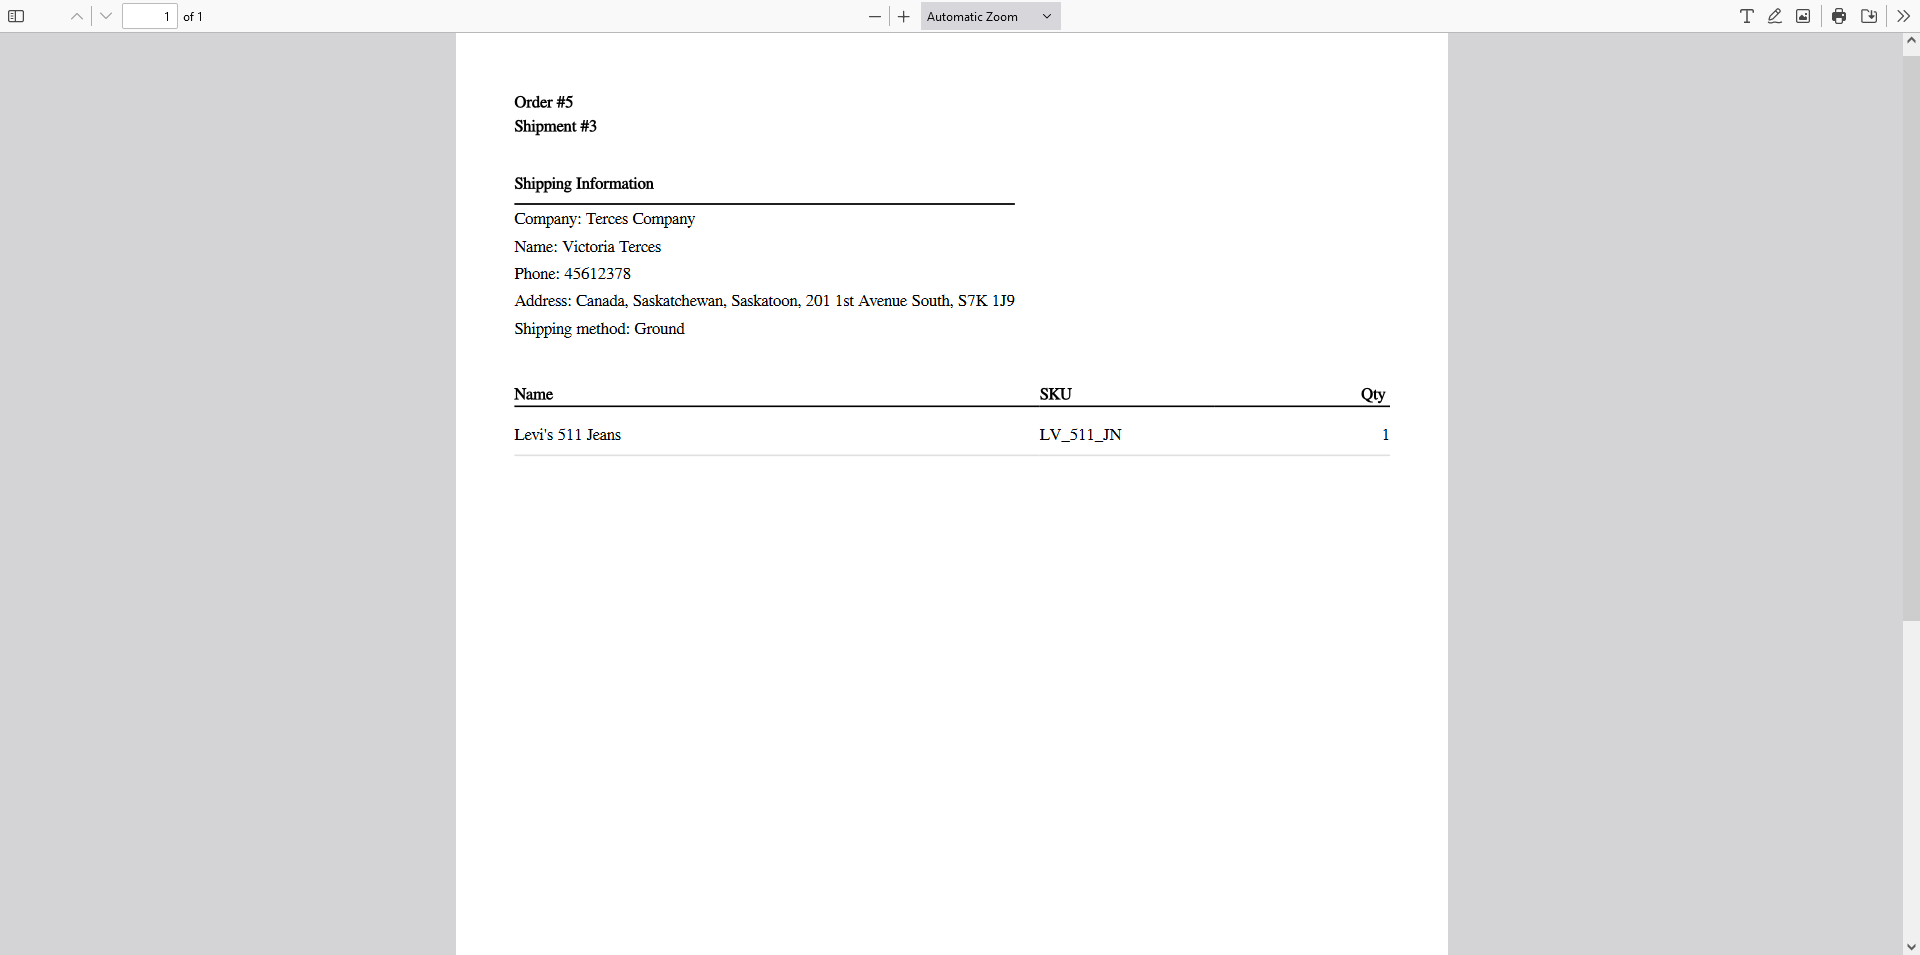 1 of 1 Automatic Zoom
Order #5
Shipment #3
Shipping Information
Company: Terces Company
Name: Victoria Terces
Phone: 45612378
Address: Canada, Saskatchewan, Saskatoon, 201 1st Avenue South, S7K 1J9
Shipping method: Ground
Name SKU Qty
Levi's 511 Jeans LV_511_JN 1